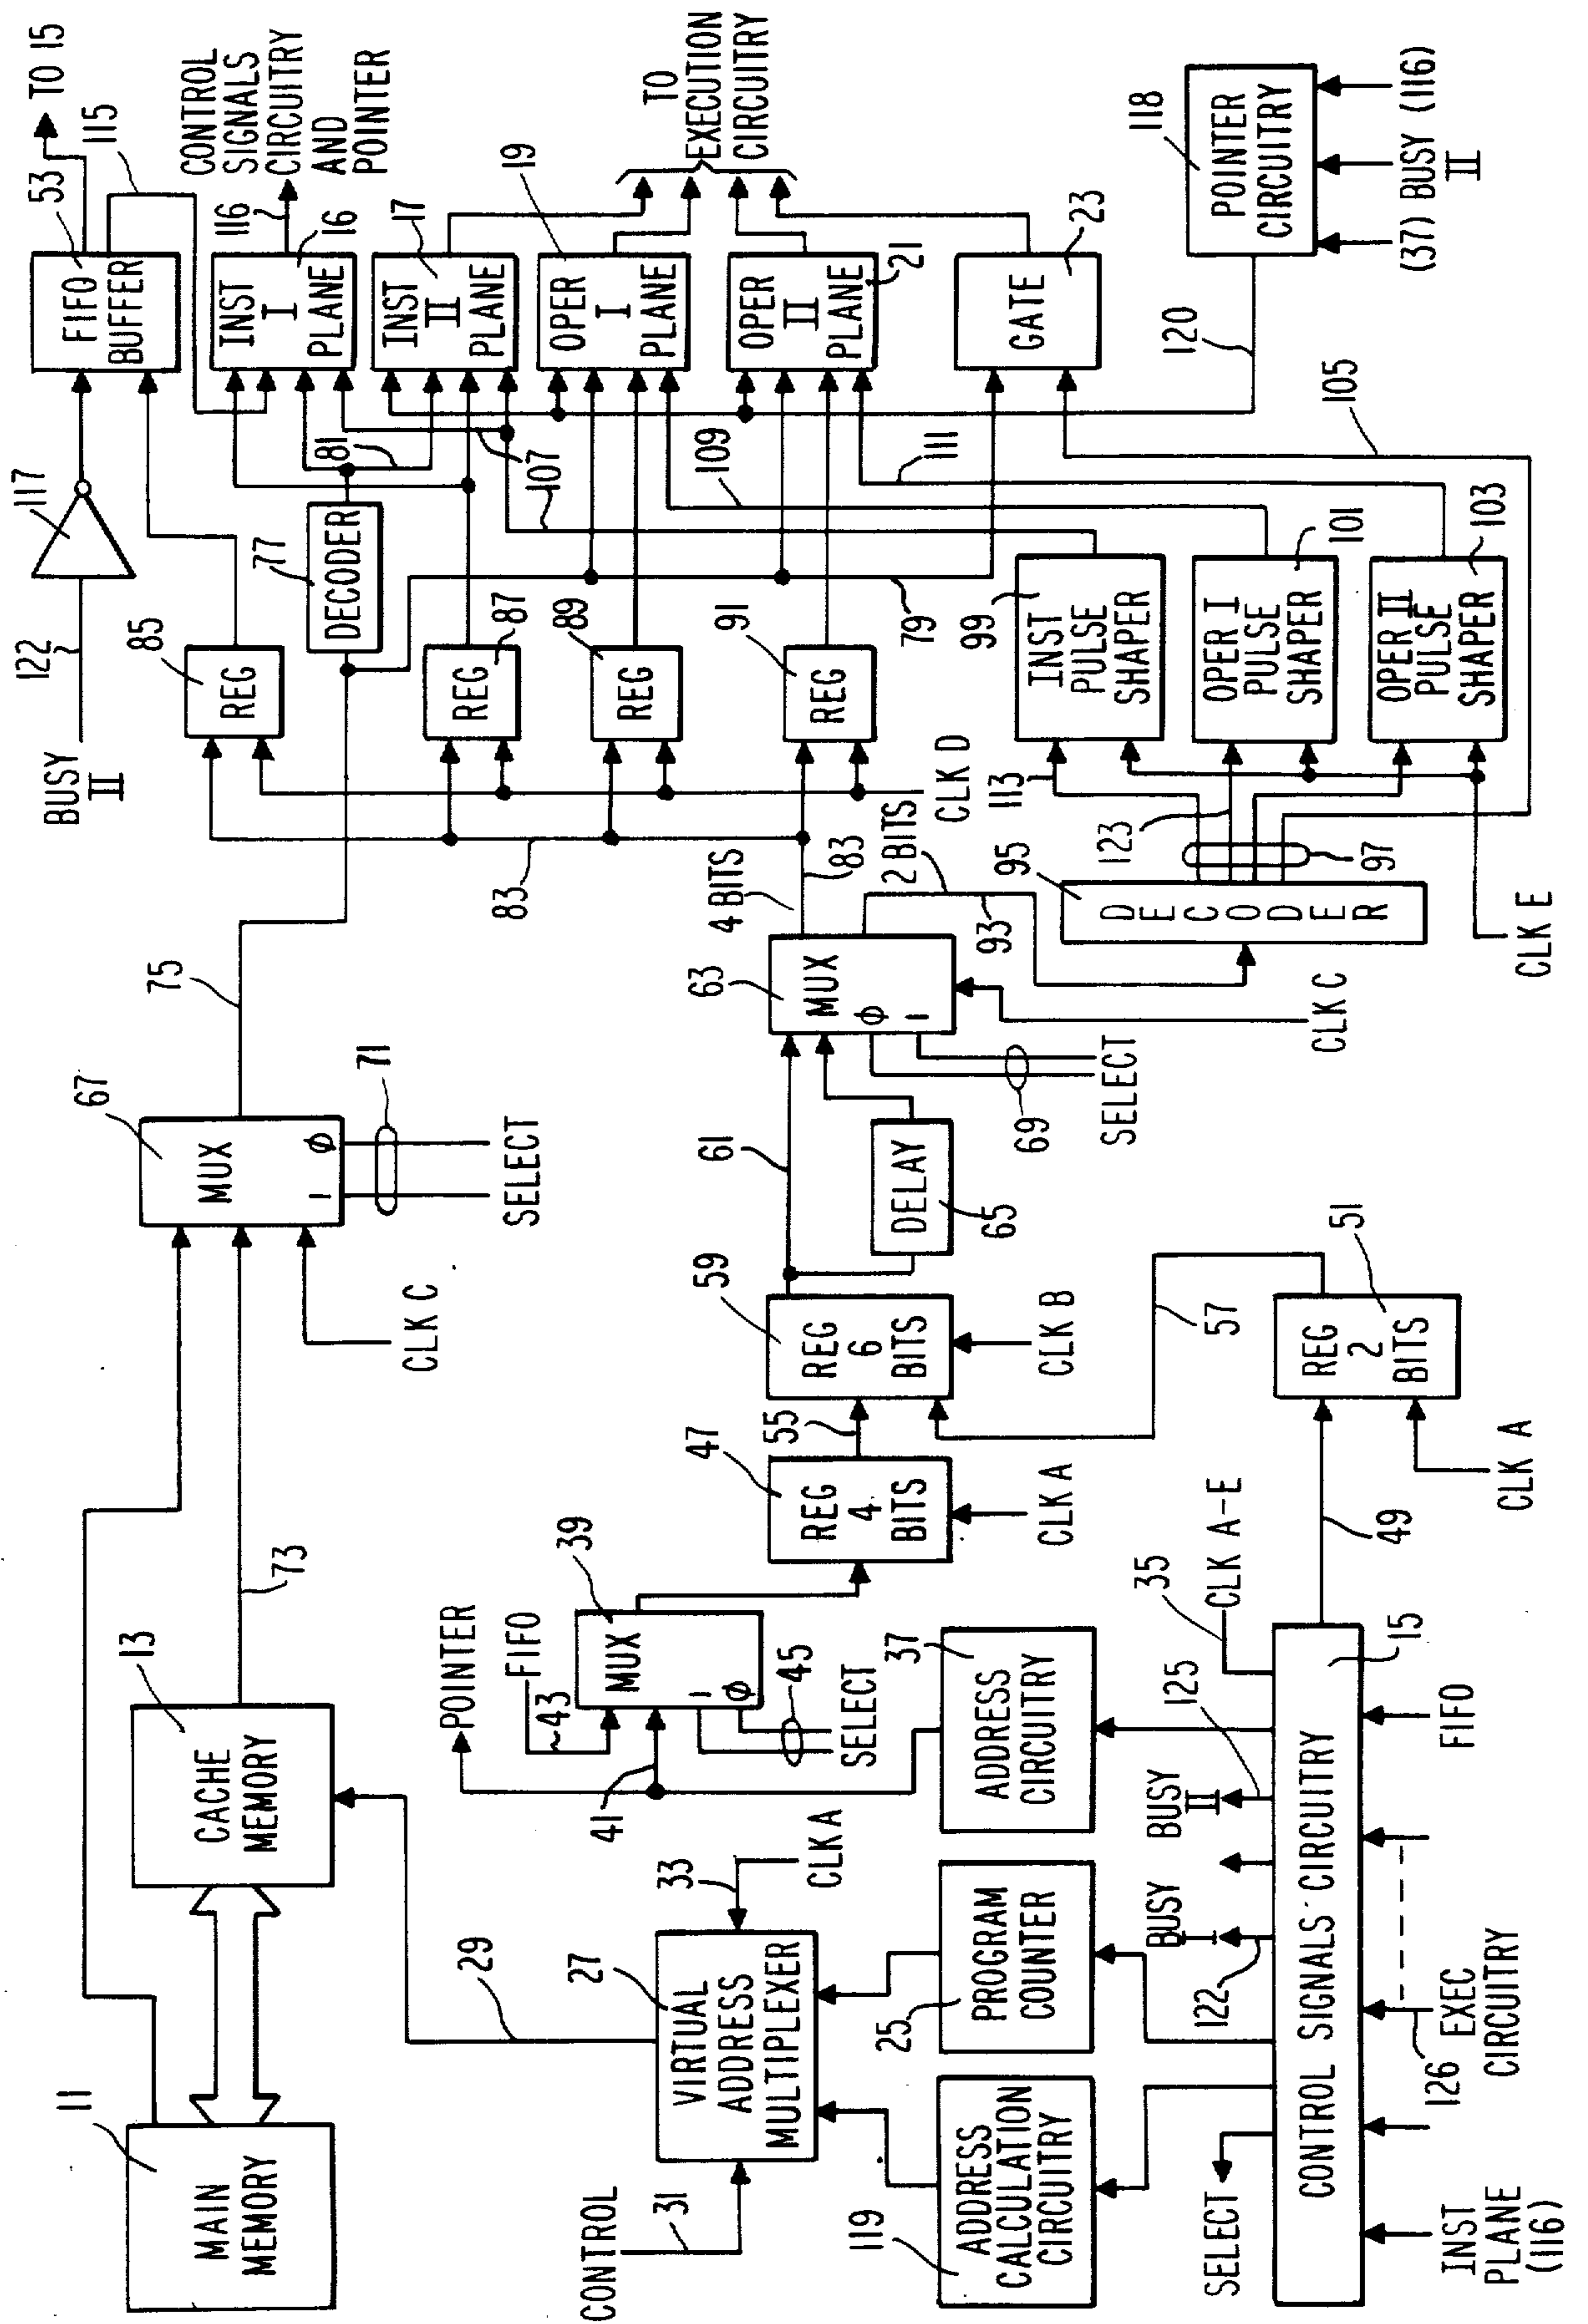 11
MAIN
MEMORY
13
CACHE
MEMORY
73
67
MUX
1 φ
71
SELECT
CLK C
75
BUSY
II
122
117
85
REG
77
DECODER
81
83
FIFO
BUFFER
53
TO 15
115
INST
I
PLANE
16
116
CONTROL
SIGNALS
CIRCUITRY
AND
POINTER
INST
II
PLANE
17
OPER
I
PLANE
19
OPER
II
PLANE
21
TO
EXECUTION
CIRCUITRY
GATE
23
107
107
109
111
REG
87
REG
89
REG
91
79
CLK D
105
120
118
POINTER
CIRCUITRY
(37) BUSY (116)
II
29
CONTROL
31
27
VIRTUAL
ADDRESS
MULTIPLEXER
33
CLK A
POINTER
FIFO
43
41
39
MUX
1 φ
45
SELECT
47
REG
4
BITS
CLK A
55
59
REG
6
BITS
CLK B
61
DELAY
65
63
MUX
φ 1
69
SELECT
CLK C
4 BITS
83
2 BITS
93
95
DECODER
97
113
123
99
INST
PULSE
SHAPER
OPER I
PULSE
SHAPER
101
OPER II
PULSE
SHAPER
103
CLK E
119
ADDRESS
CALCULATION
CIRCUITRY
25
PROGRAM
COUNTER
37
ADDRESS
CIRCUITRY
SELECT
122
BUSY
I
BUSY
II
125
35
CLK A-E
CONTROL SIGNALS CIRCUITRY
15
49
57
REG
2
BITS
51
CLK A
INST
PLANE
(116)
126 EXEC
CIRCUITRY
FIFO